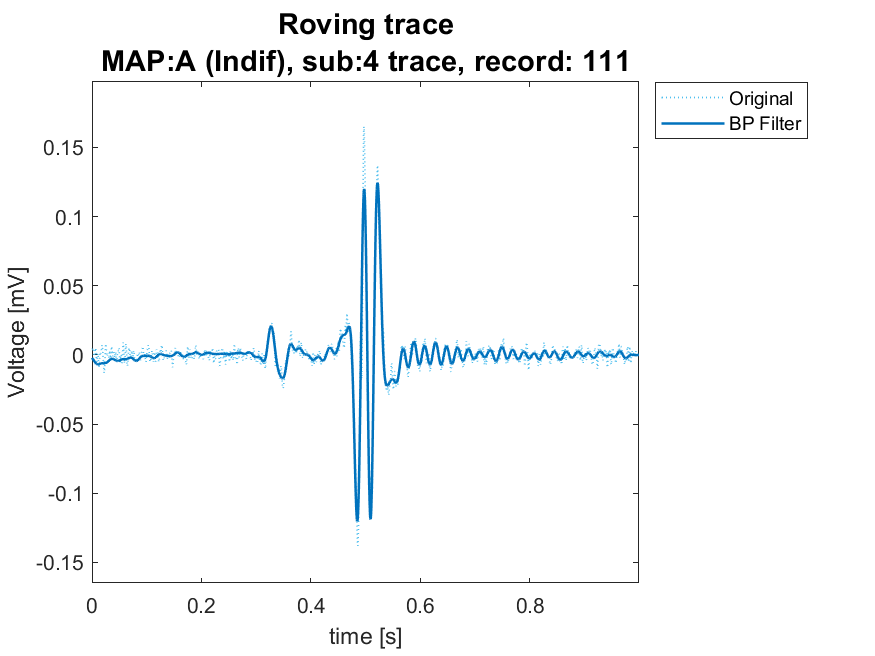 Roving trace
MAP:A (Indif), sub:4 trace, record: 111
Original
BP Filter
0.15
0.1
0.05
0
-0.05
-0.1
-0.15
Voltage [mV]
0
0.2
0.4
0.6
0.8
time [s]